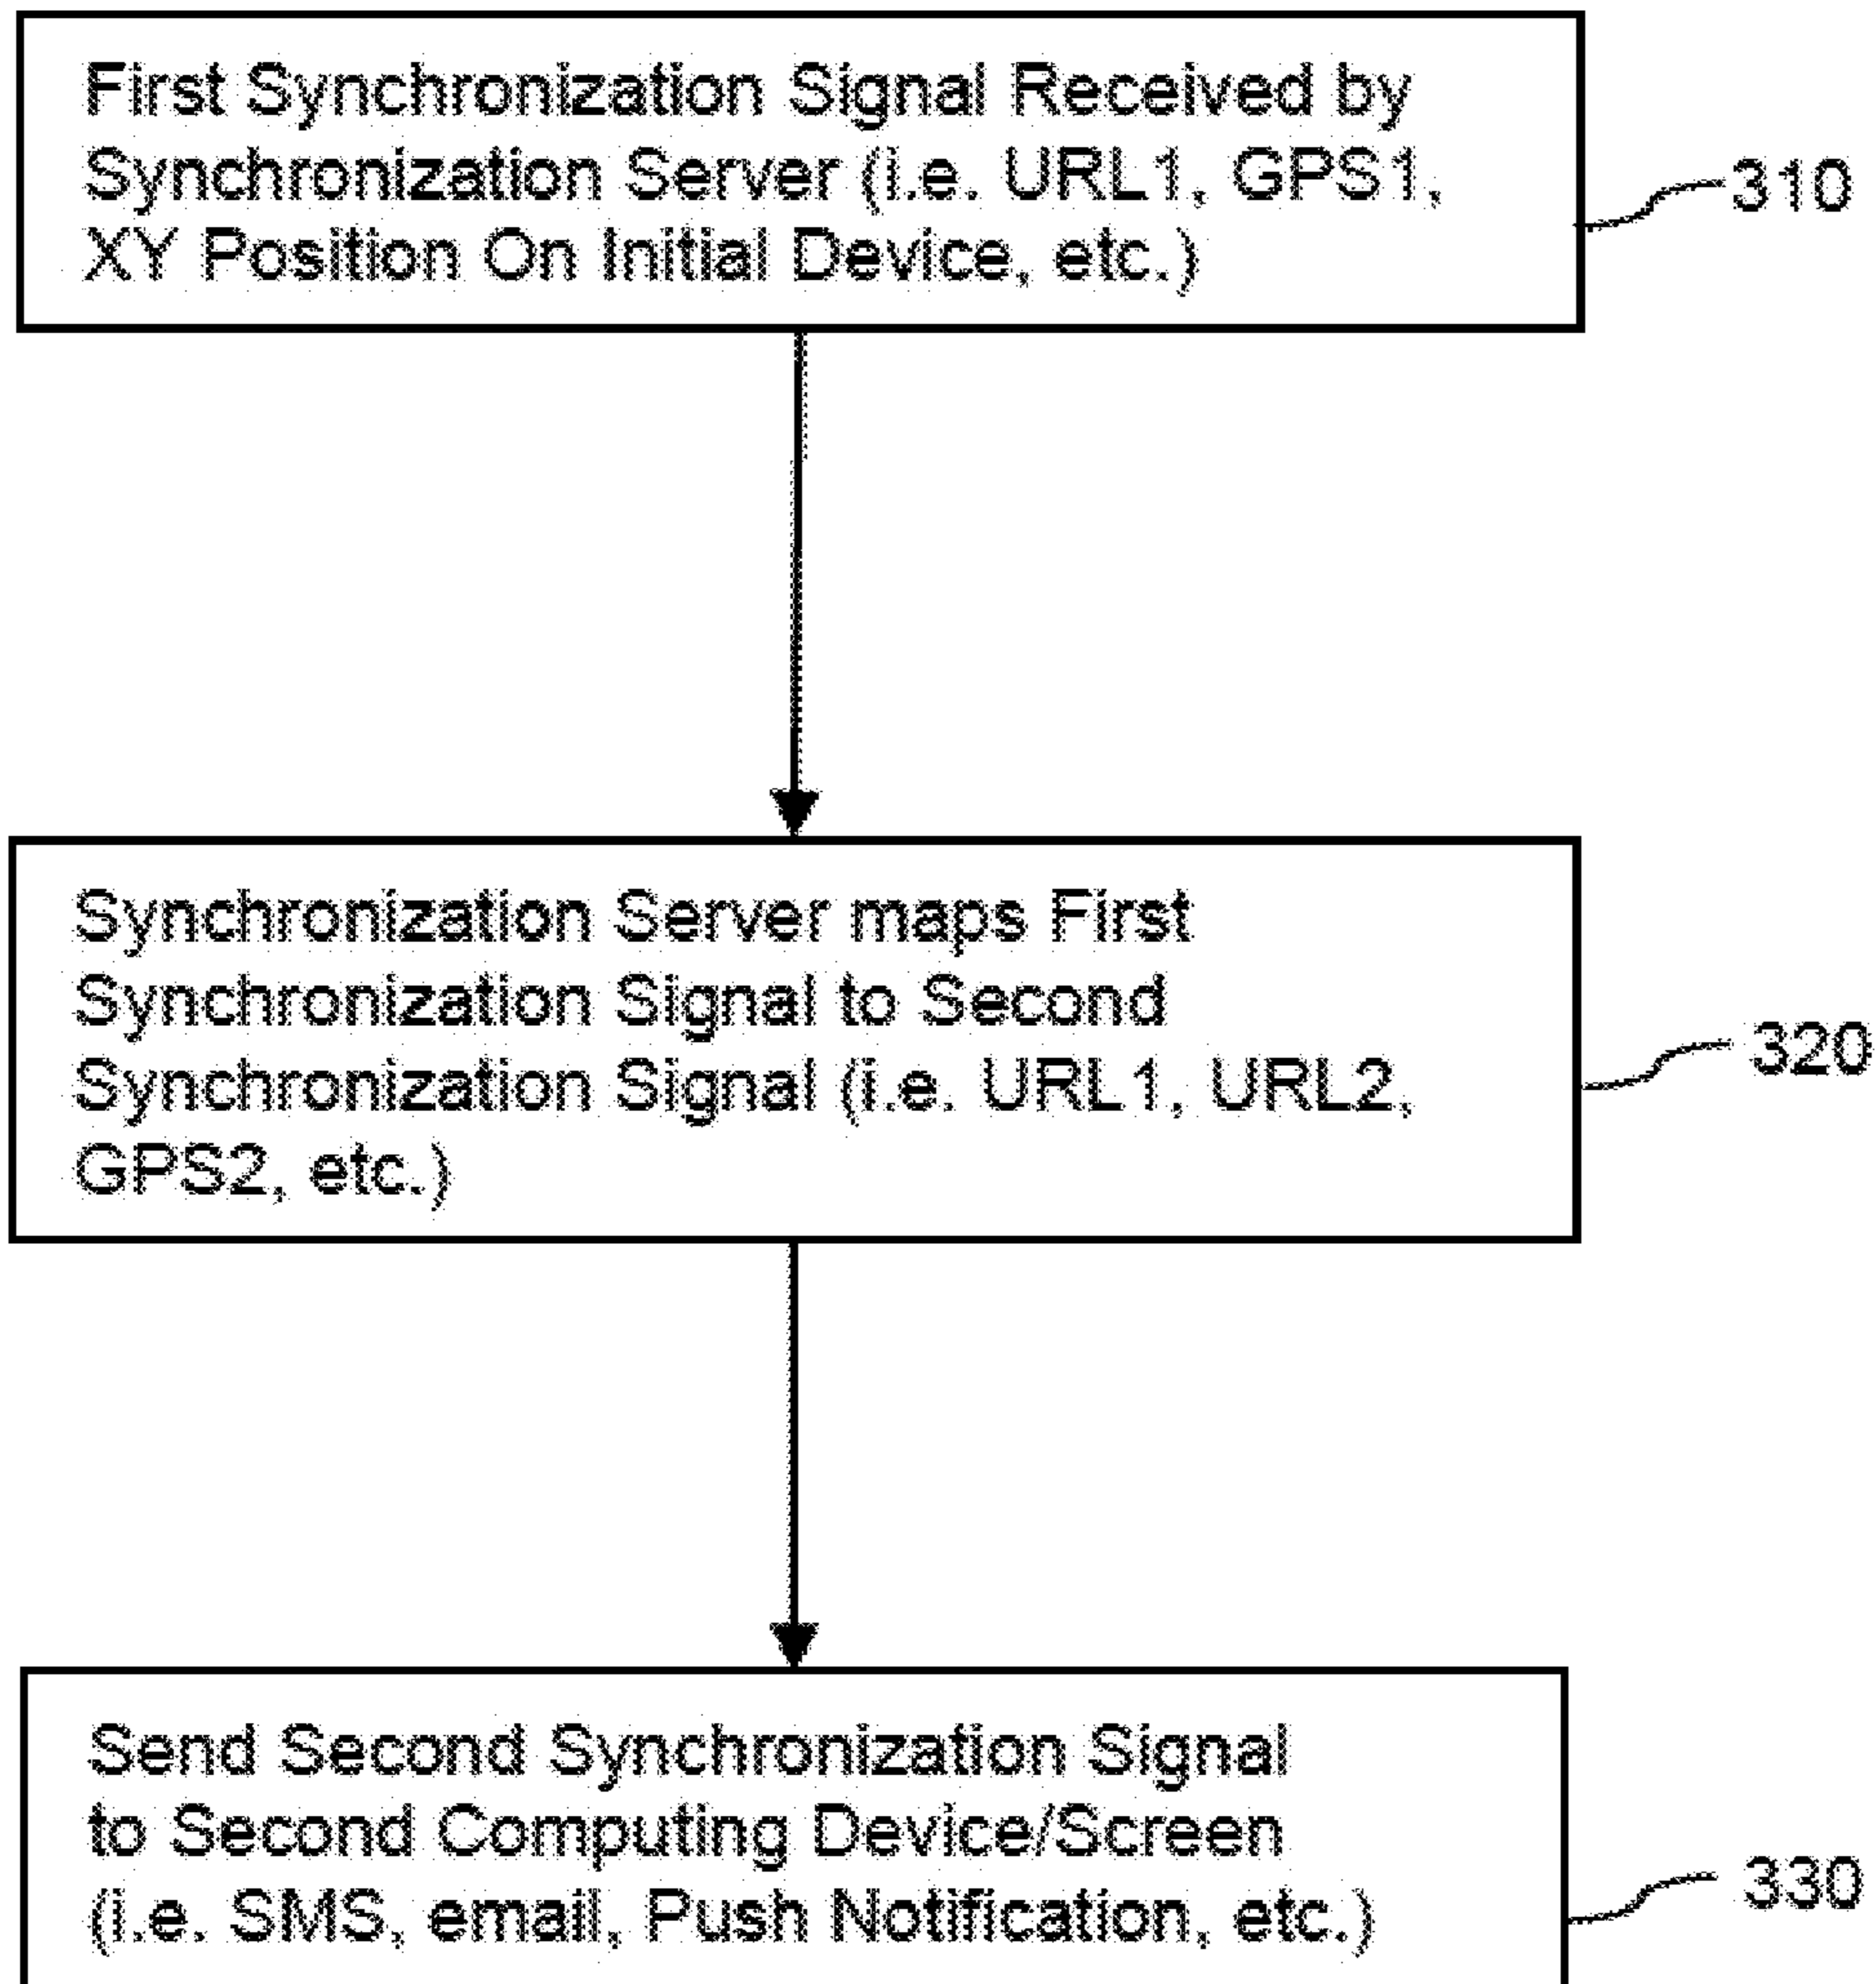 First Synchronization Signal Received by
Synchronization Server (i.e. URL1, GPS1,
XY Position On Initial Device, etc.)
310
Synchronization Server maps First
Synchronization Signal to Second
Synchronization Signal (i.e. URL1, URL2,
GPS2, etc.)
320
Send Second Synchronization Signal
to Second Computing Device/Screen
(i.e. SMS, email, Push Notification, etc.)
330